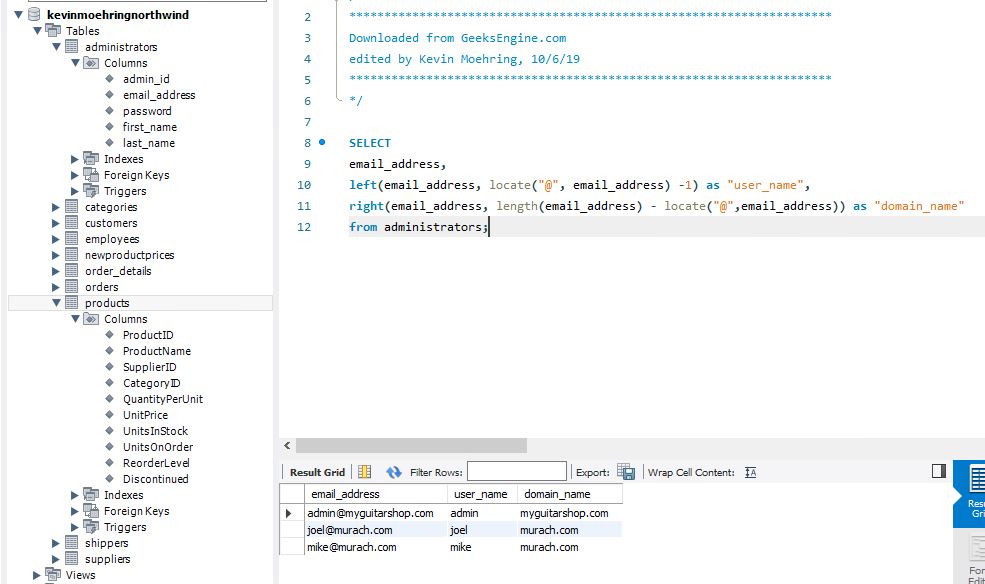 kevinmoehringnorthwind
Tables
administrators
Columns
admin_id
email_address
password
first_name
last_name
Indexes
Foreign Keys
Triggers
categories
customers
employees
newproductprices
order_details
orders
products
Columns
ProductID
ProductName
SupplierID
CategoryID
QuantityPerUnit
UnitPrice
UnitsInStock
UnitsOnOrder
ReorderLevel
Discontinued
Indexes
Foreign Keys
Triggers
shippers
suppliers
Views
2 *********************************************************************
3 Downloaded from GeeksEngine.com
4 edited by Kevin Moehring, 10/6/19
5 *********************************************************************
6 */
7
8 SELECT
9 email_address,
10 left(email_address, locate("@", email_address) -1) as "user_name",
11 right(email_address, length(email_address) - locate("@",email_address)) as "domain_name"
12 from administrators;
Result Grid Filter Rows: Export: Wrap Cell Content:
email_address user_name domain_name
admin@myguitarshop.com admin myguitarshop.com
joel@murach.com joel murach.com
mike@murach.com mike murach.com